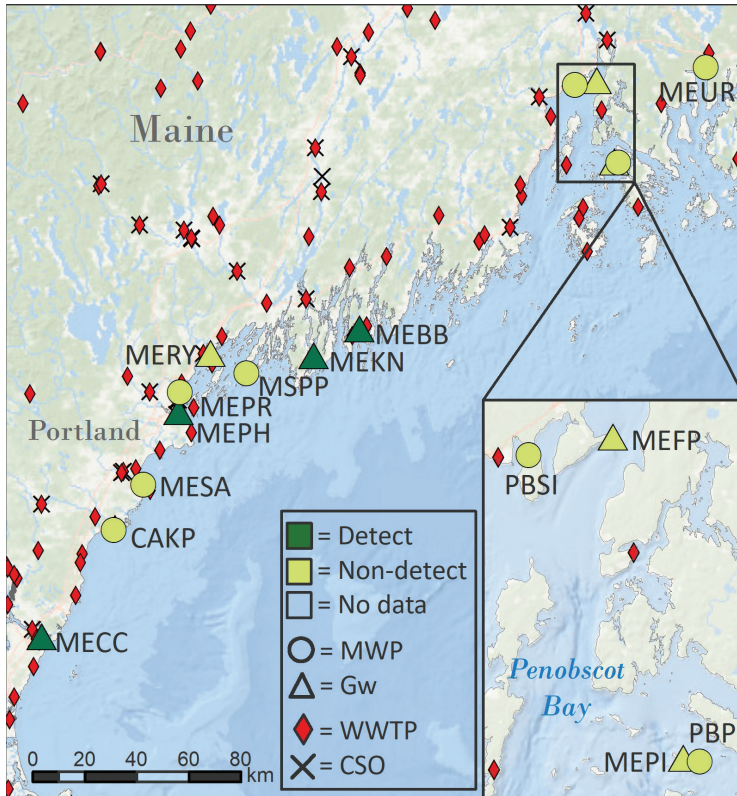 MEUR
Maine
MEBB
MERY
MEKN
MSPP
MEPR
Portland
MEPH
MEFP
PBSI
MESA
CAKP
= Detect
= Non-detect
= No data
MECC
= MWP
= Gw
Penobscot
Bay
= WWTP
PBP
MEPI
= CSO
0 20 40 60 80
km